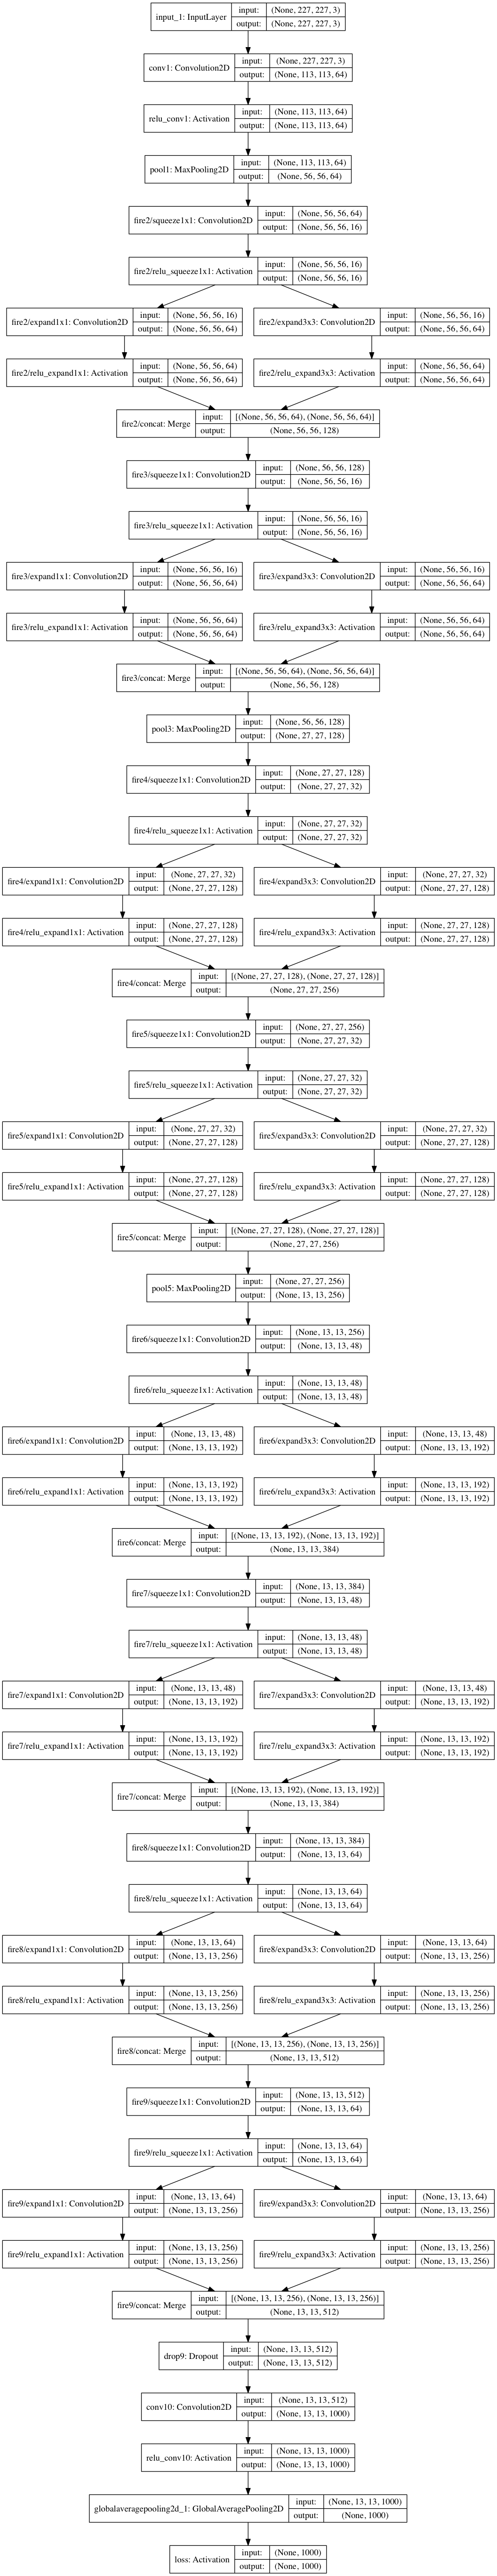 input_1: InputLayer input: (None, 227, 227, 3)
output: (None, 227, 227, 3)
conv1: Convolution2D input: (None, 227, 227, 3)
output: (None, 113, 113, 64)
relu_conv1: Activation input: (None, 113, 113, 64)
output: (None, 113, 113, 64)
pool1: MaxPooling2D input: (None, 113, 113, 64)
output: (None, 56, 56, 64)
fire2/squeeze1x1: Convolution2D input: (None, 56, 56, 64)
output: (None, 56, 56, 16)
fire2/relu_squeeze1x1: Activation input: (None, 56, 56, 16)
output: (None, 56, 56, 16)
fire2/expand1x1: Convolution2D input: (None, 56, 56, 16)
output: (None, 56, 56, 64)
fire2/expand3x3: Convolution2D input: (None, 56, 56, 16)
output: (None, 56, 56, 64)
fire2/relu_expand1x1: Activation input: (None, 56, 56, 64)
output: (None, 56, 56, 64)
fire2/relu_expand3x3: Activation input: (None, 56, 56, 64)
output: (None, 56, 56, 64)
fire2/concat: Merge input: [(None, 56, 56, 64), (None, 56, 56, 64)]
output: (None, 56, 56, 128)
fire3/squeeze1x1: Convolution2D input: (None, 56, 56, 128)
output: (None, 56, 56, 16)
fire3/relu_squeeze1x1: Activation input: (None, 56, 56, 16)
output: (None, 56, 56, 16)
fire3/expand1x1: Convolution2D input: (None, 56, 56, 16)
output: (None, 56, 56, 64)
fire3/expand3x3: Convolution2D input: (None, 56, 56, 16)
output: (None, 56, 56, 64)
fire3/relu_expand1x1: Activation input: (None, 56, 56, 64)
output: (None, 56, 56, 64)
fire3/relu_expand3x3: Activation input: (None, 56, 56, 64)
output: (None, 56, 56, 64)
fire3/concat: Merge input: [(None, 56, 56, 64), (None, 56, 56, 64)]
output: (None, 56, 56, 128)
pool3: MaxPooling2D input: (None, 56, 56, 128)
output: (None, 27, 27, 128)
fire4/squeeze1x1: Convolution2D input: (None, 27, 27, 128)
output: (None, 27, 27, 32)
fire4/relu_squeeze1x1: Activation input: (None, 27, 27, 32)
output: (None, 27, 27, 32)
fire4/expand1x1: Convolution2D input: (None, 27, 27, 32)
output: (None, 27, 27, 128)
fire4/expand3x3: Convolution2D input: (None, 27, 27, 32)
output: (None, 27, 27, 128)
fire4/relu_expand1x1: Activation input: (None, 27, 27, 128)
output: (None, 27, 27, 128)
fire4/relu_expand3x3: Activation input: (None, 27, 27, 128)
output: (None, 27, 27, 128)
fire4/concat: Merge input: [(None, 27, 27, 128), (None, 27, 27, 128)]
output: (None, 27, 27, 256)
fire5/squeeze1x1: Convolution2D input: (None, 27, 27, 256)
output: (None, 27, 27, 32)
fire5/relu_squeeze1x1: Activation input: (None, 27, 27, 32)
output: (None, 27, 27, 32)
fire5/expand1x1: Convolution2D input: (None, 27, 27, 32)
output: (None, 27, 27, 128)
fire5/expand3x3: Convolution2D input: (None, 27, 27, 32)
output: (None, 27, 27, 128)
fire5/relu_expand1x1: Activation input: (None, 27, 27, 128)
output: (None, 27, 27, 128)
fire5/relu_expand3x3: Activation input: (None, 27, 27, 128)
output: (None, 27, 27, 128)
fire5/concat: Merge input: [(None, 27, 27, 128), (None, 27, 27, 128)]
output: (None, 27, 27, 256)
pool5: MaxPooling2D input: (None, 27, 27, 256)
output: (None, 13, 13, 256)
fire6/squeeze1x1: Convolution2D input: (None, 13, 13, 256)
output: (None, 13, 13, 48)
fire6/relu_squeeze1x1: Activation input: (None, 13, 13, 48)
output: (None, 13, 13, 48)
fire6/expand1x1: Convolution2D input: (None, 13, 13, 48)
output: (None, 13, 13, 192)
fire6/expand3x3: Convolution2D input: (None, 13, 13, 48)
output: (None, 13, 13, 192)
fire6/relu_expand1x1: Activation input: (None, 13, 13, 192)
output: (None, 13, 13, 192)
fire6/relu_expand3x3: Activation input: (None, 13, 13, 192)
output: (None, 13, 13, 192)
fire6/concat: Merge input: [(None, 13, 13, 192), (None, 13, 13, 192)]
output: (None, 13, 13, 384)
fire7/squeeze1x1: Convolution2D input: (None, 13, 13, 384)
output: (None, 13, 13, 48)
fire7/relu_squeeze1x1: Activation input: (None, 13, 13, 48)
output: (None, 13, 13, 48)
fire7/expand1x1: Convolution2D input: (None, 13, 13, 48)
output: (None, 13, 13, 192)
fire7/expand3x3: Convolution2D input: (None, 13, 13, 48)
output: (None, 13, 13, 192)
fire7/relu_expand1x1: Activation input: (None, 13, 13, 192)
output: (None, 13, 13, 192)
fire7/relu_expand3x3: Activation input: (None, 13, 13, 192)
output: (None, 13, 13, 192)
fire7/concat: Merge input: [(None, 13, 13, 192), (None, 13, 13, 192)]
output: (None, 13, 13, 384)
fire8/squeeze1x1: Convolution2D input: (None, 13, 13, 384)
output: (None, 13, 13, 64)
fire8/relu_squeeze1x1: Activation input: (None, 13, 13, 64)
output: (None, 13, 13, 64)
fire8/expand1x1: Convolution2D input: (None, 13, 13, 64)
output: (None, 13, 13, 256)
fire8/expand3x3: Convolution2D input: (None, 13, 13, 64)
output: (None, 13, 13, 256)
fire8/relu_expand1x1: Activation input: (None, 13, 13, 256)
output: (None, 13, 13, 256)
fire8/relu_expand3x3: Activation input: (None, 13, 13, 256)
output: (None, 13, 13, 256)
fire8/concat: Merge input: [(None, 13, 13, 256), (None, 13, 13, 256)]
output: (None, 13, 13, 512)
fire9/squeeze1x1: Convolution2D input: (None, 13, 13, 512)
output: (None, 13, 13, 64)
fire9/relu_squeeze1x1: Activation input: (None, 13, 13, 64)
output: (None, 13, 13, 64)
fire9/expand1x1: Convolution2D input: (None, 13, 13, 64)
output: (None, 13, 13, 256)
fire9/expand3x3: Convolution2D input: (None, 13, 13, 64)
output: (None, 13, 13, 256)
fire9/relu_expand1x1: Activation input: (None, 13, 13, 256)
output: (None, 13, 13, 256)
fire9/relu_expand3x3: Activation input: (None, 13, 13, 256)
output: (None, 13, 13, 256)
fire9/concat: Merge input: [(None, 13, 13, 256), (None, 13, 13, 256)]
output: (None, 13, 13, 512)
drop9: Dropout input: (None, 13, 13, 512)
output: (None, 13, 13, 512)
conv10: Convolution2D input: (None, 13, 13, 512)
output: (None, 13, 13, 1000)
relu_conv10: Activation input: (None, 13, 13, 1000)
output: (None, 13, 13, 1000)
globalaveragepooling2d_1: GlobalAveragePooling2D input: (None, 13, 13, 1000)
output: (None, 1000)
loss: Activation input: (None, 1000)
output: (None, 1000)